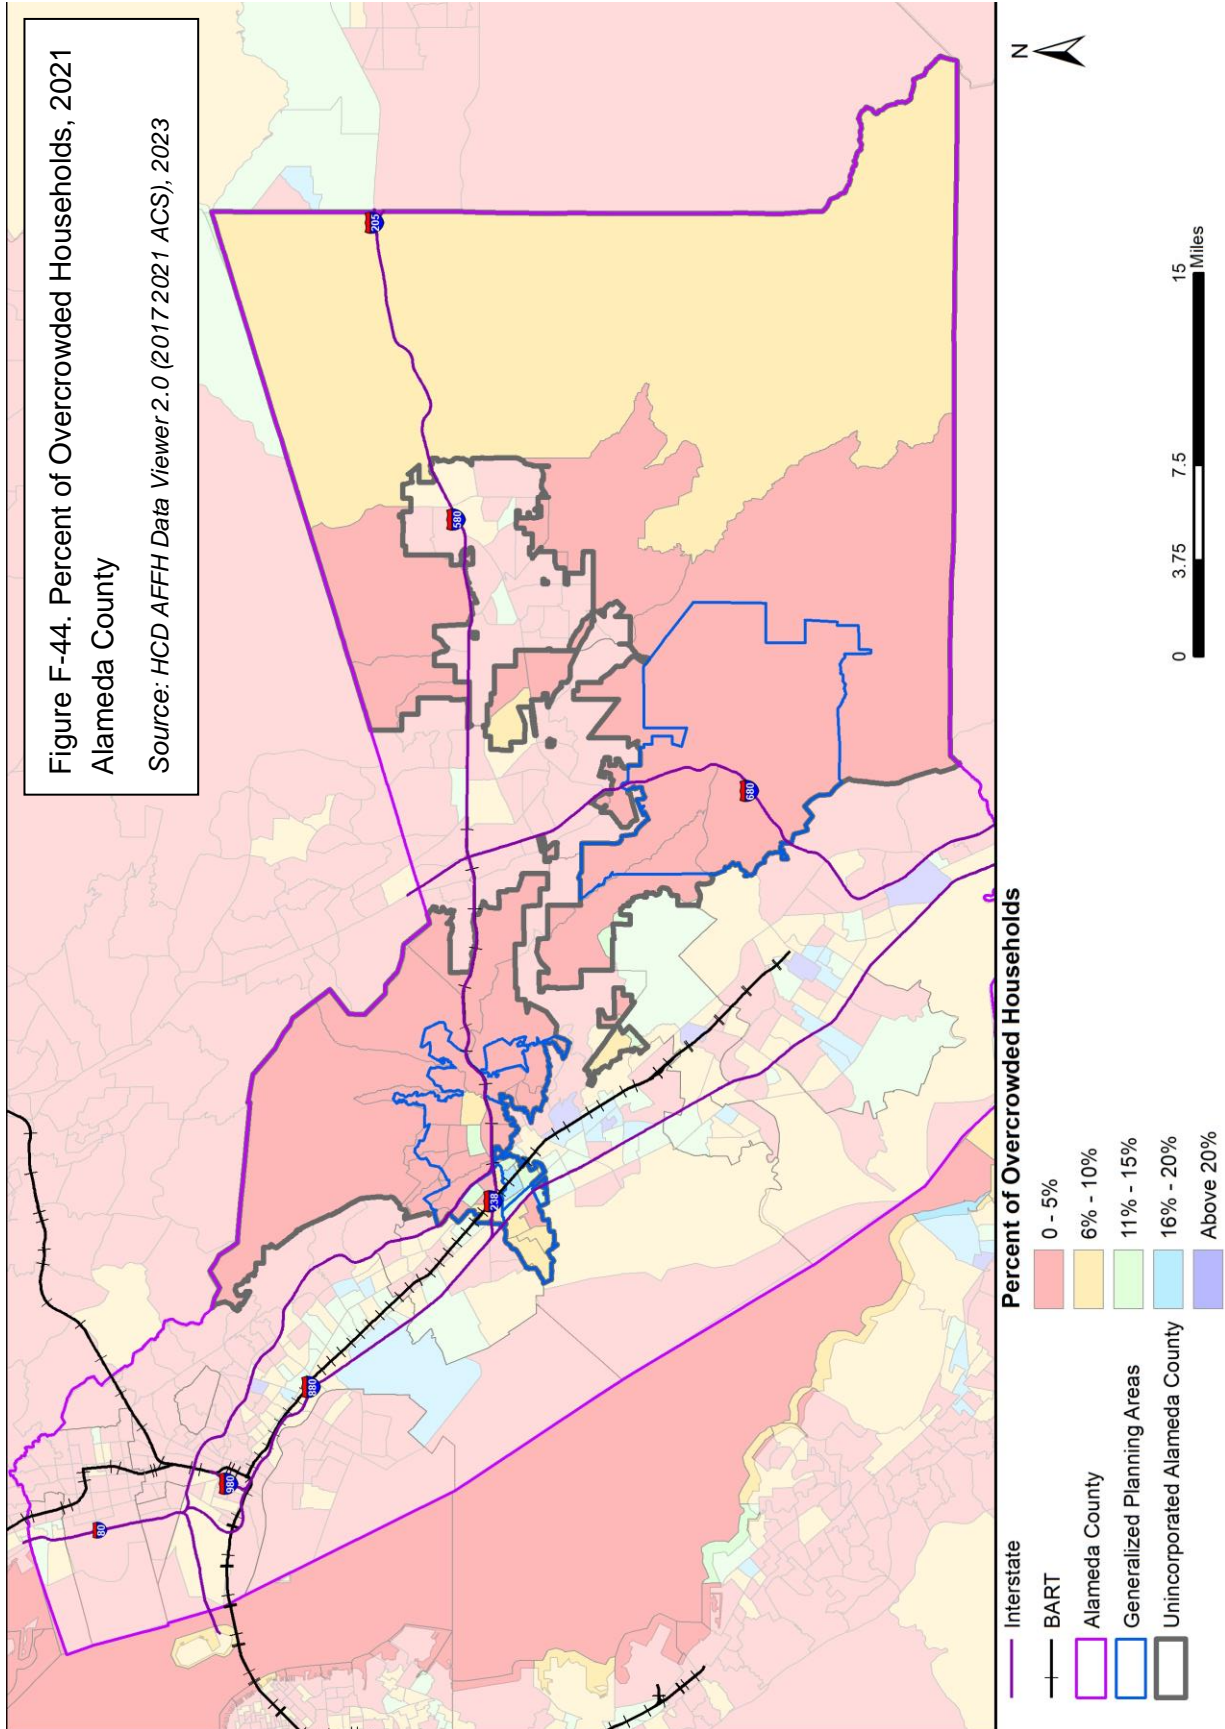 Figure F-44. Percent of Overcrowded Households, 2021
Alameda County
Source: HCD AFFH Data Viewer 2.0 (2017 2021 ACS), 2023
80
980
880
238
680
580
205
N
Interstate
BART
Alameda County
Generalized Planning Areas
Unincorporated Alameda County
Percent of Overcrowded Households
0 - 5%
6% - 10%
11% - 15%
16% - 20%
Above 20%
0 3.75 7.5 15
Miles